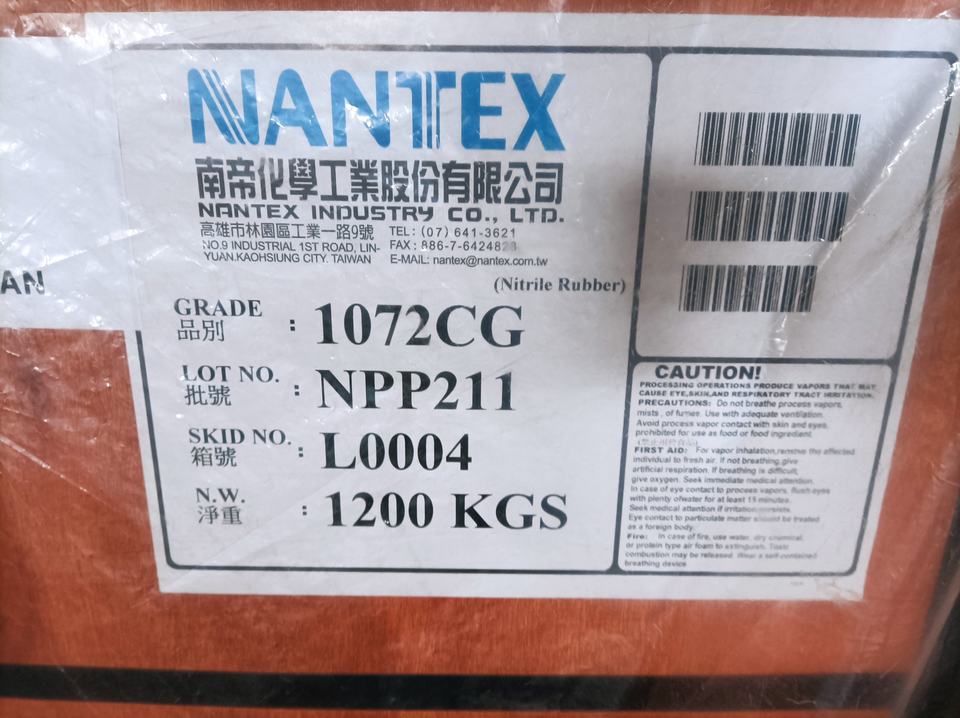 NANTEX
南帝化學工業股份有限公司
NANTEX INDUSTRY CO., LTD.
高雄市林園區工業一路9號
NO.9 INDUSTRIAL 1ST ROAD, LIN-
YUAN.KAOHSIUNG CITY. TAIWAN
TEL: (07) 641-3621
FAX: 886-7-6424828
E-MAIL: nantex@nantex.com.tw
(Nitrile Rubber)
AN
GRADE
品別 : 1072CG
LOT NO.
批號 : NPP211
SKID NO.
箱號 : L0004
N.W.
淨重 : 1200 KGS
CAUTION!
PROCESSING OPERATIONS PRODUCE VAPORS THAT MAY
CAUSE EYE,SKIN,AND RESPIRATORY TRACT IRRITATION.
PRECAUTIONS: Do not breathe process vapors,
mists , of fumes. Use with adequate ventilation.
Avoid process vapor contact with skin and eyes.
prohibited for use as food or food ingredient.
(禁止用於食品)
FIRST AID: For vapor inhalation,remove the affected
individual to fresh air. If not breathing,give
artificial respiration. If breathing is difficult,
give oxygen. Seek immediate medical attention.
In case of eye contact to process vapors, flush eyes
with plenty ofwater for at least 15 minutes.
Seek medical attention if irritation persists.
Eye contact to particulate matter should be treated
as a foreign body.
Fire: In case of fire, use water, dry chemical,
or protein type air foam to extinguish. Toxic
combustion may be released. Wear a self-contained
breathing device